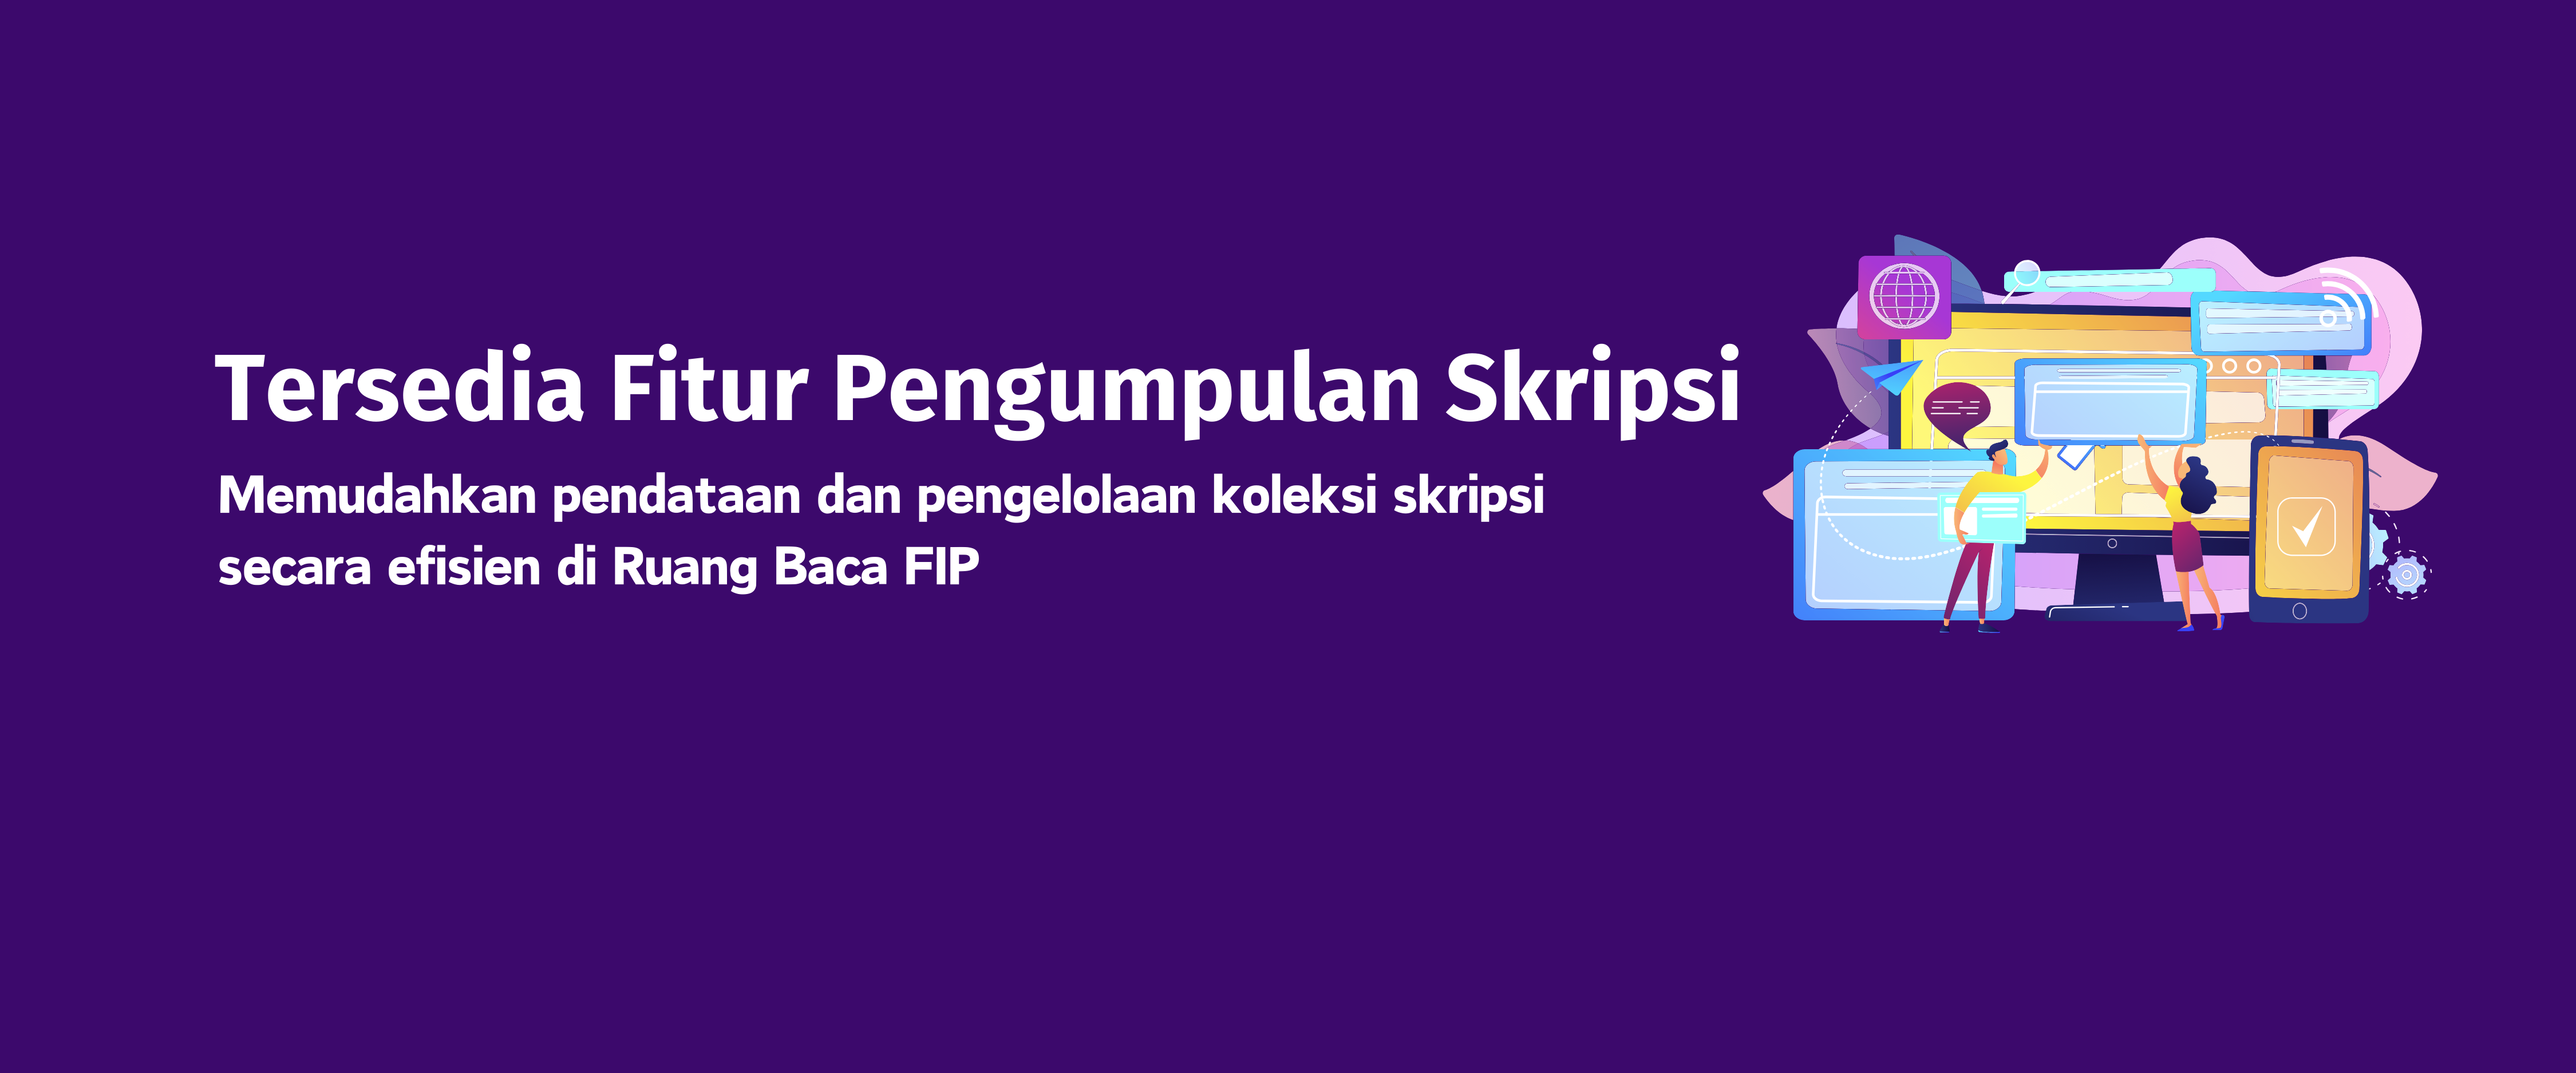 Tersedia Fitur Pengumpulan Skripsi
Memudahkan pendataan dan pengelolaan koleksi skripsi
secara efisien di Ruang Baca FIP